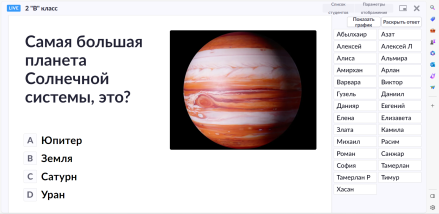 LIVE 2 "В" класс
Список студентов
Параметры отображения
Показать график
Раскрыть ответ
Самая большая
планета
Солнечной
системы, это?
A Юпитер
B Земля
C Сатурн
D Уран
Абылхаир Азат
Алексей Алексей Л
Алиса Альмира
Амирхан Арлан
Варвара Виктор
Гузель Даниил
Данияр Евгений
Елена Елизавета
Злата Камила
Михаил Расим
Роман Санжар
София Тамерлан
Тамерлан Р Тимур
Хасан